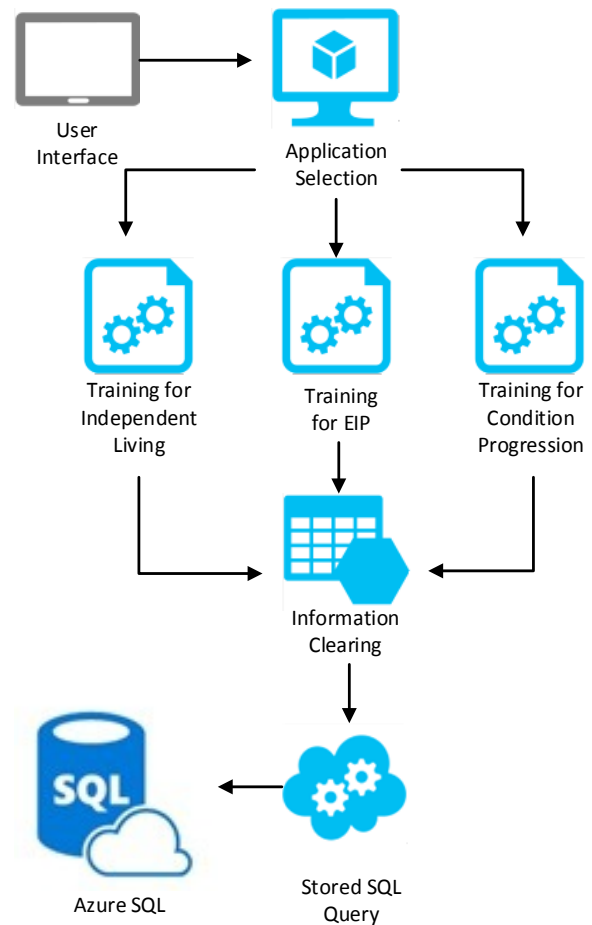 User
Interface
Application
Selection
Training for
Independent
Living
Training
for EIP
Training for
Condition
Progression
Information
Clearing
SQL
Azure SQL
Stored SQL
Query